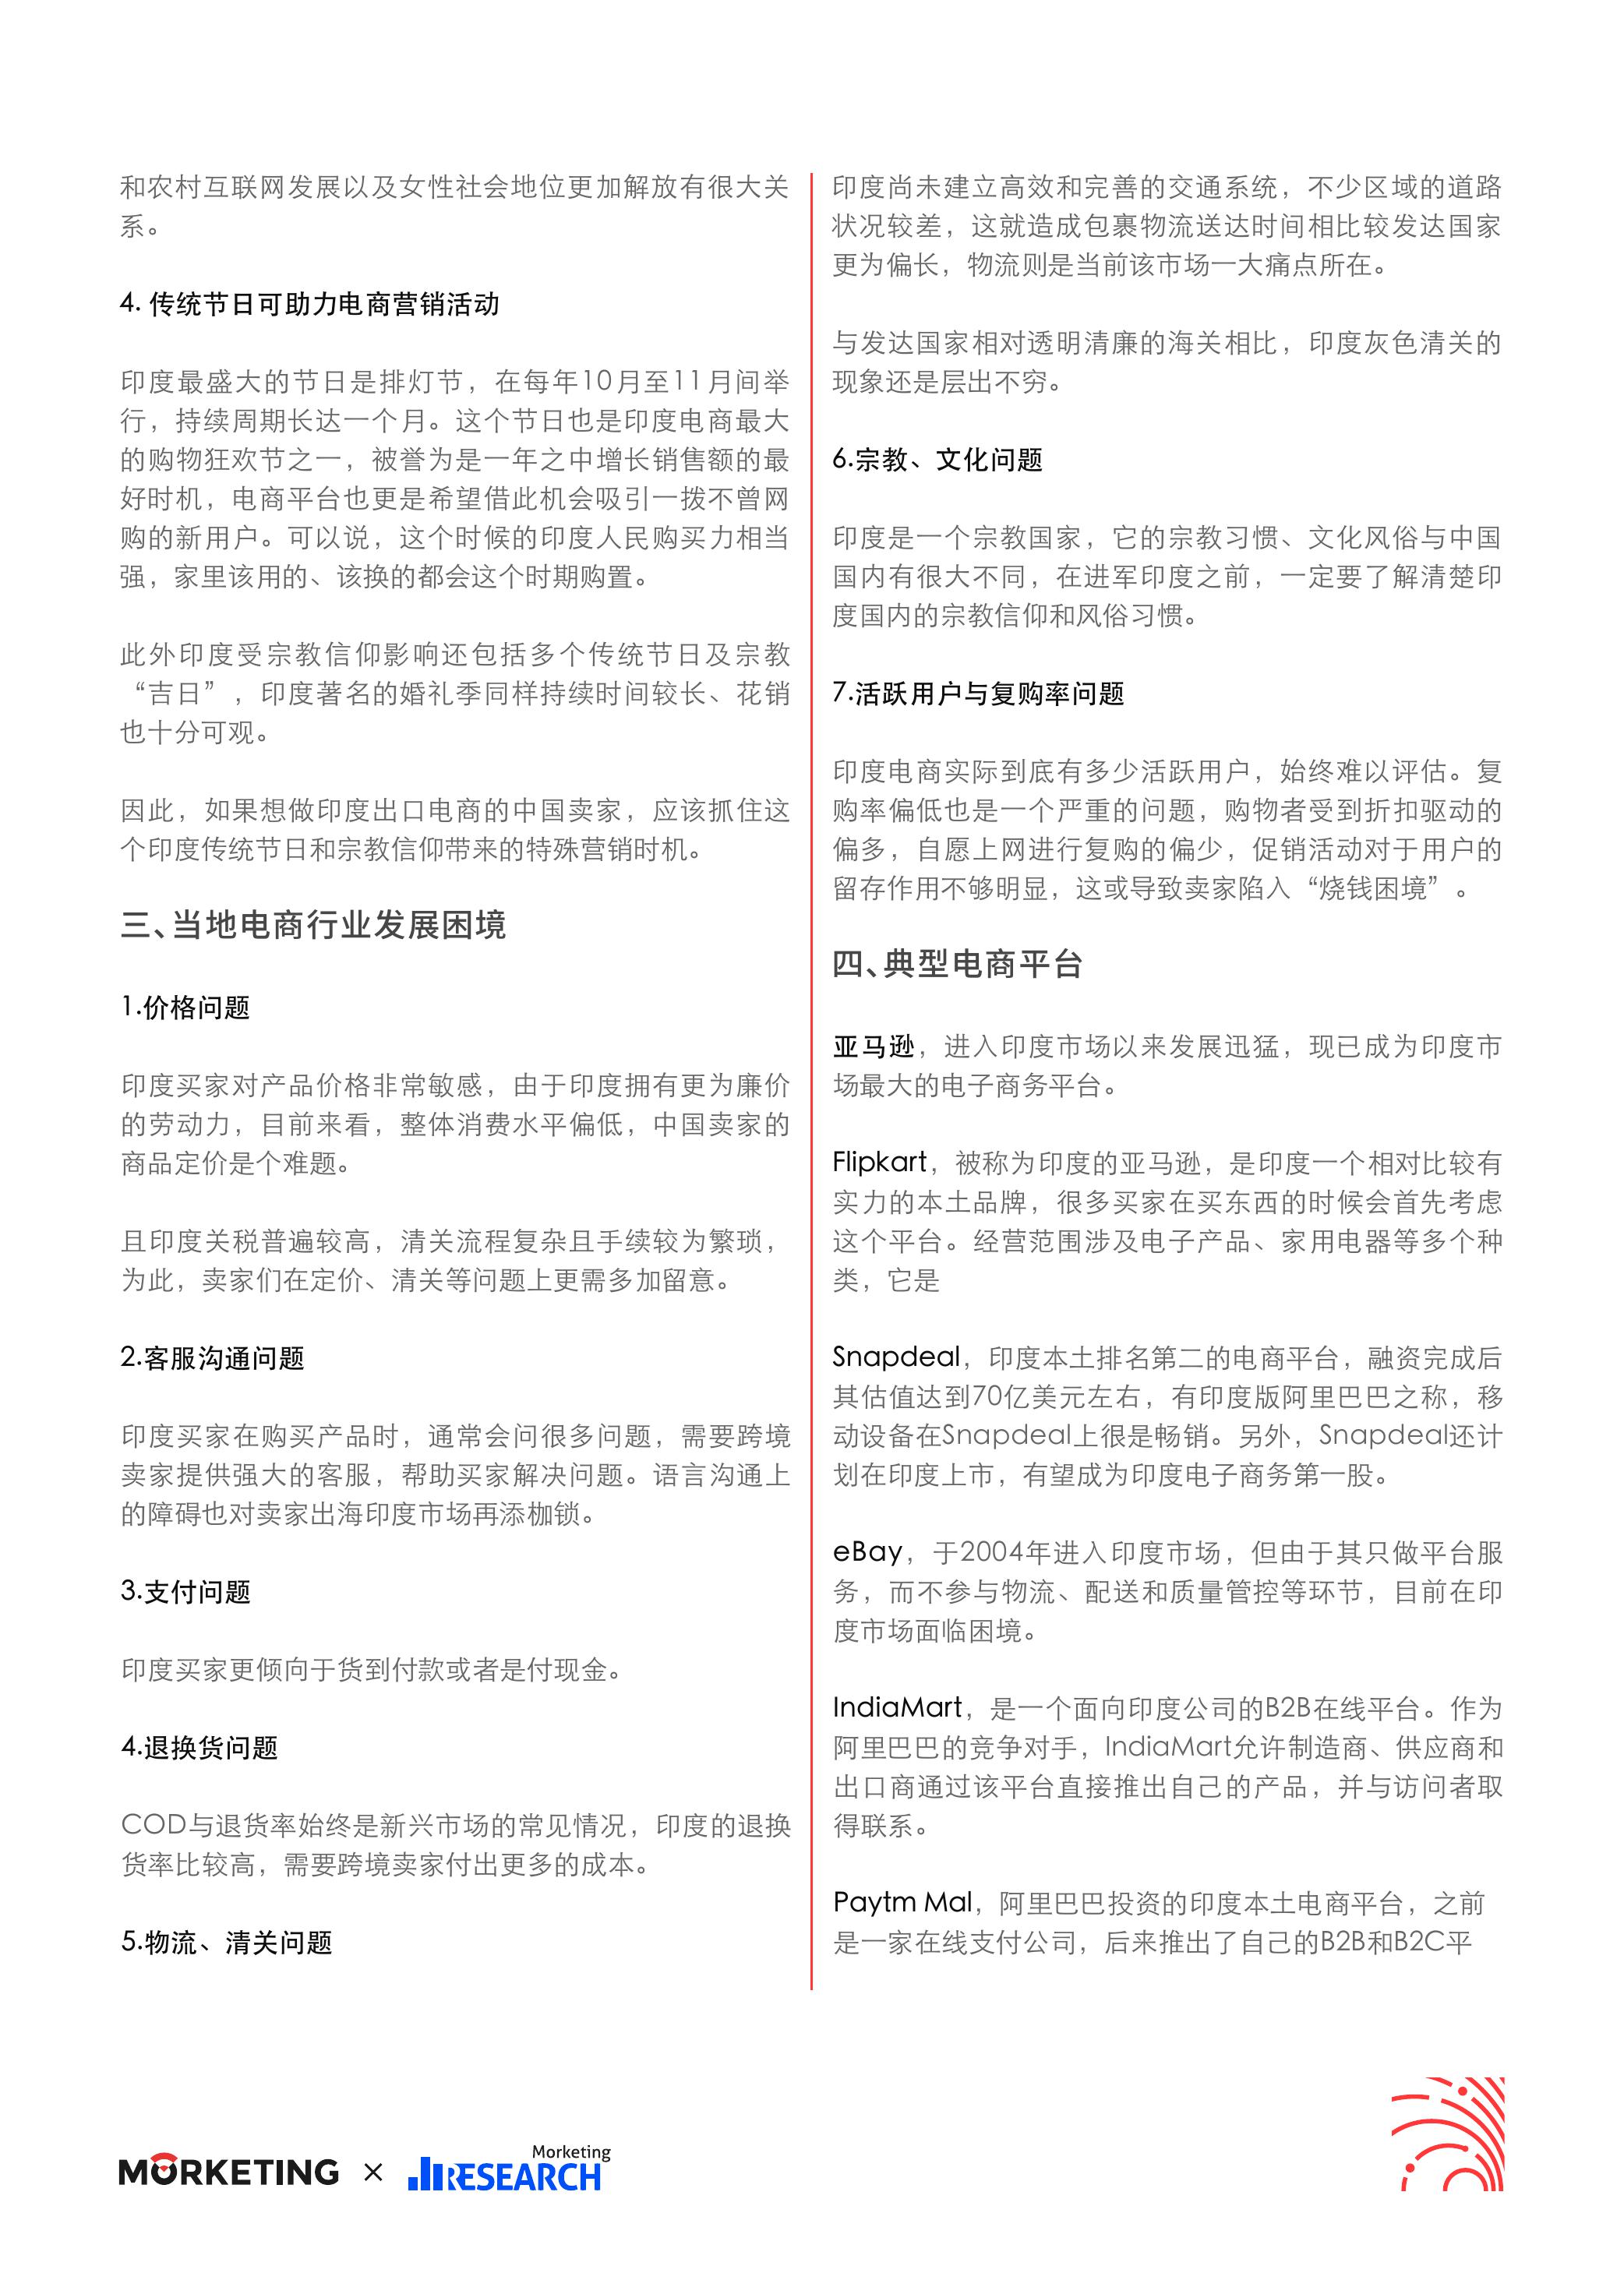 和农村互联网发展以及女性社会地位更加解放有很大关
系。
4. 传统节日可助力电商营销活动
印度最盛大的节日是排灯节，在每年10月至11月间举
行，持续周期长达一个月。这个节日也是印度电商最大
的购物狂欢节之一，被誉为是一年之中增长销售额的最
好时机，电商平台也更是希望借此机会吸引一拨不曾网
购的新用户。可以说，这个时候的印度人民购买力相当
强，家里该用的、该换的都会这个时期购置。
此外印度受宗教信仰影响还包括多个传统节日及宗教
“吉日”，印度著名的婚礼季同样持续时间较长、花销
也十分可观。
因此，如果想做印度出口电商的中国卖家，应该抓住这
个印度传统节日和宗教信仰带来的特殊营销时机。
三、当地电商行业发展困境
1.价格问题
印度买家对产品价格非常敏感，由于印度拥有更为廉价
的劳动力，目前来看，整体消费水平偏低，中国卖家的
商品定价是个难题。
且印度关税普遍较高，清关流程复杂且手续较为繁琐，
为此，卖家们在定价、清关等问题上更需多加留意。
2.客服沟通问题
印度买家在购买产品时，通常会问很多问题，需要跨境
卖家提供强大的客服，帮助买家解决问题。语言沟通上
的障碍也对卖家出海印度市场再添枷锁。
3.支付问题
印度买家更倾向于货到付款或者是付现金。
4.退换货问题
COD与退货率始终是新兴市场的常见情况，印度的退换
货率比较高，需要跨境卖家付出更多的成本。
5.物流、清关问题
印度尚未建立高效和完善的交通系统，不少区域的道路
状况较差，这就造成包裹物流送达时间相比较发达国家
更为偏长，物流则是当前该市场一大痛点所在。
与发达国家相对透明清廉的海关相比，印度灰色清关的
现象还是层出不穷。
6.宗教、文化问题
印度是一个宗教国家，它的宗教习惯、文化风俗与中国
国内有很大不同，在进军印度之前，一定要了解清楚印
度国内的宗教信仰和风俗习惯。
7.活跃用户与复购率问题
印度电商实际到底有多少活跃用户，始终难以评估。复
购率偏低也是一个严重的问题，购物者受到折扣驱动的
偏多，自愿上网进行复购的偏少，促销活动对于用户的
留存作用不够明显，这或导致卖家陷入“烧钱困境”。
四、典型电商平台
亚马逊，进入印度市场以来发展迅猛，现已成为印度市
场最大的电子商务平台。
Flipkart，被称为印度的亚马逊，是印度一个相对比较有
实力的本土品牌，很多买家在买东西的时候会首先考虑
这个平台。经营范围涉及电子产品、家用电器等多个种
类，它是
Snapdeal，印度本土排名第二的电商平台，融资完成后
其估值达到70亿美元左右，有印度版阿里巴巴之称，移
动设备在Snapdeal上很是畅销。另外，Snapdeal还计
划在印度上市，有望成为印度电子商务第一股。
eBay，于2004年进入印度市场，但由于其只做平台服
务，而不参与物流、配送和质量管控等环节，目前在印
度市场面临困境。
IndiaMart，是一个面向印度公司的B2B在线平台。作为
阿里巴巴的竞争对手，IndiaMart允许制造商、供应商和
出口商通过该平台直接推出自己的产品，并与访问者取
得联系。
Paytm Mal，阿里巴巴投资的印度本土电商平台，之前
是一家在线支付公司，后来推出了自己的B2B和B2C平
MORKETING × Morketing RESEARCH